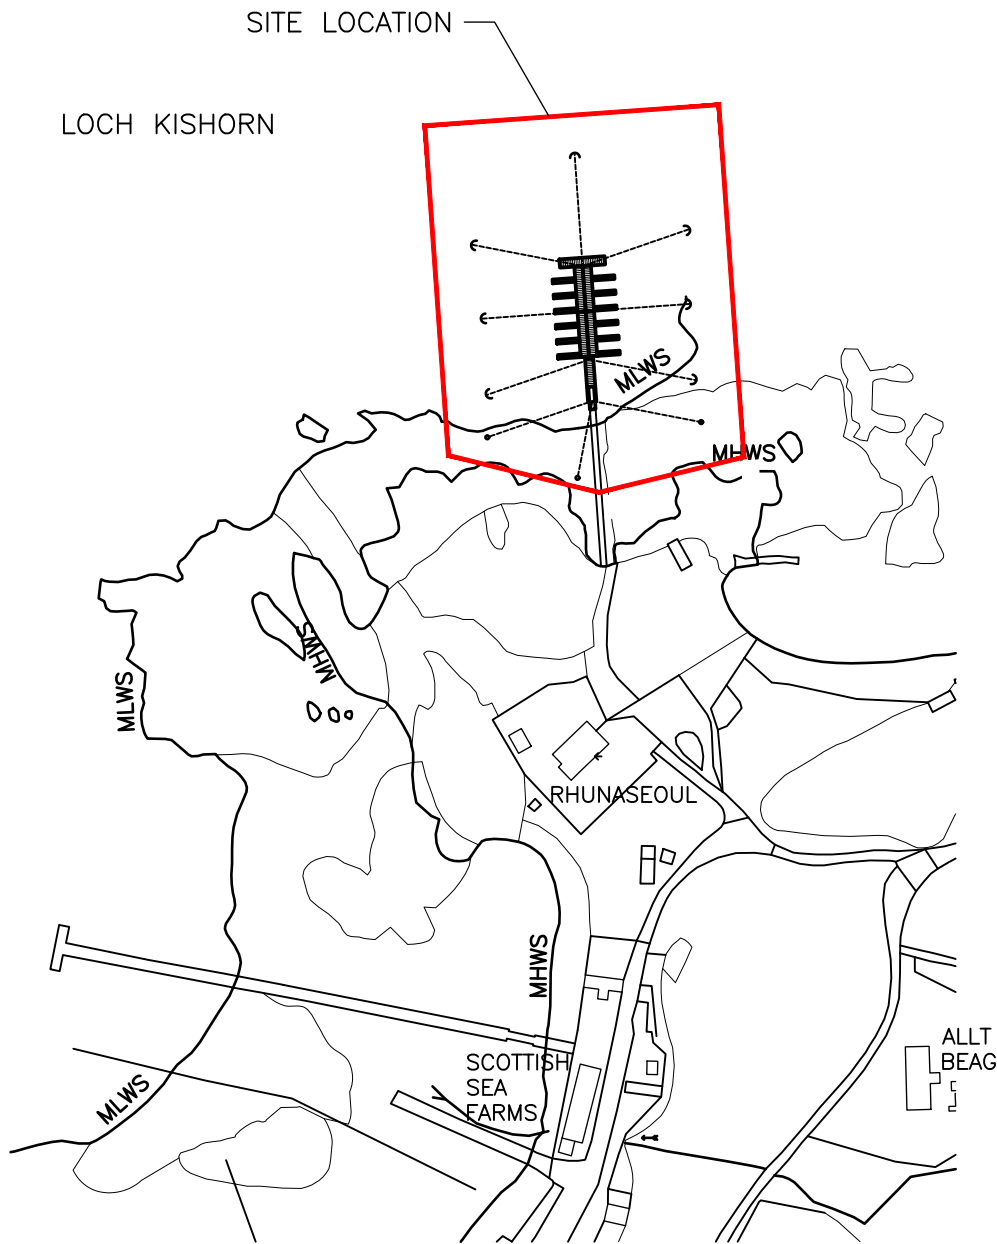 SITE LOCATION
LOCH KISHORN
MLWS
MHWS
MHWS
MLWS
RHUNASEOUL
MHWS
SCOTTISH
SEA
FARMS
ALLT
BEAG
MLWS